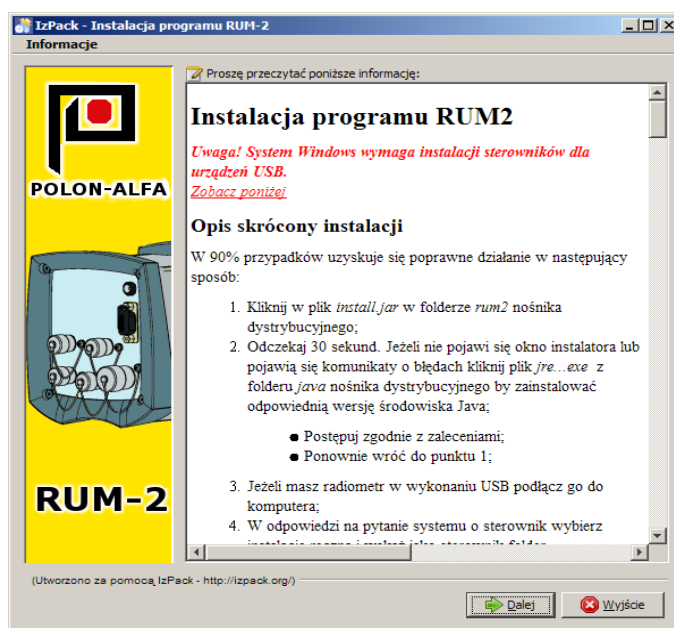 IzPack - Instalacja programu RUM-2
Informacje
POLON-ALFA
RUM-2
Proszę przeczytać poniższe informację:
Instalacja programu RUM2
Uwaga! System Windows wymaga instalacji sterowników dla
urządzeń USB.
Zobacz poniżej
Opis skrócony instalacji
W 90% przypadków uzyskuje się poprawne działanie w następujący
sposób:
1. Kliknij w plik install.jar w folderze rum2 nośnika
dystrybucyjnego;
2. Odczekaj 30 sekund. Jeżeli nie pojawi się okno instalatora lub
pojawią się komunikaty o błędach kliknij plik jre...exe z
folderu java nośnika dystrybucyjnego by zainstalować
odpowiednią wersję środowiska Java;
● Postępuj zgodnie z zaleceniami;
● Ponownie wróć do punktu 1;
3. Jeżeli masz radiometr w wykonaniu USB podłącz go do
komputera;
4. W odpowiedzi na pytanie systemu o sterownik wybierz
(Utworzono za pomocą IzPack - http://izpack.org/)
Dalej
Wyjście